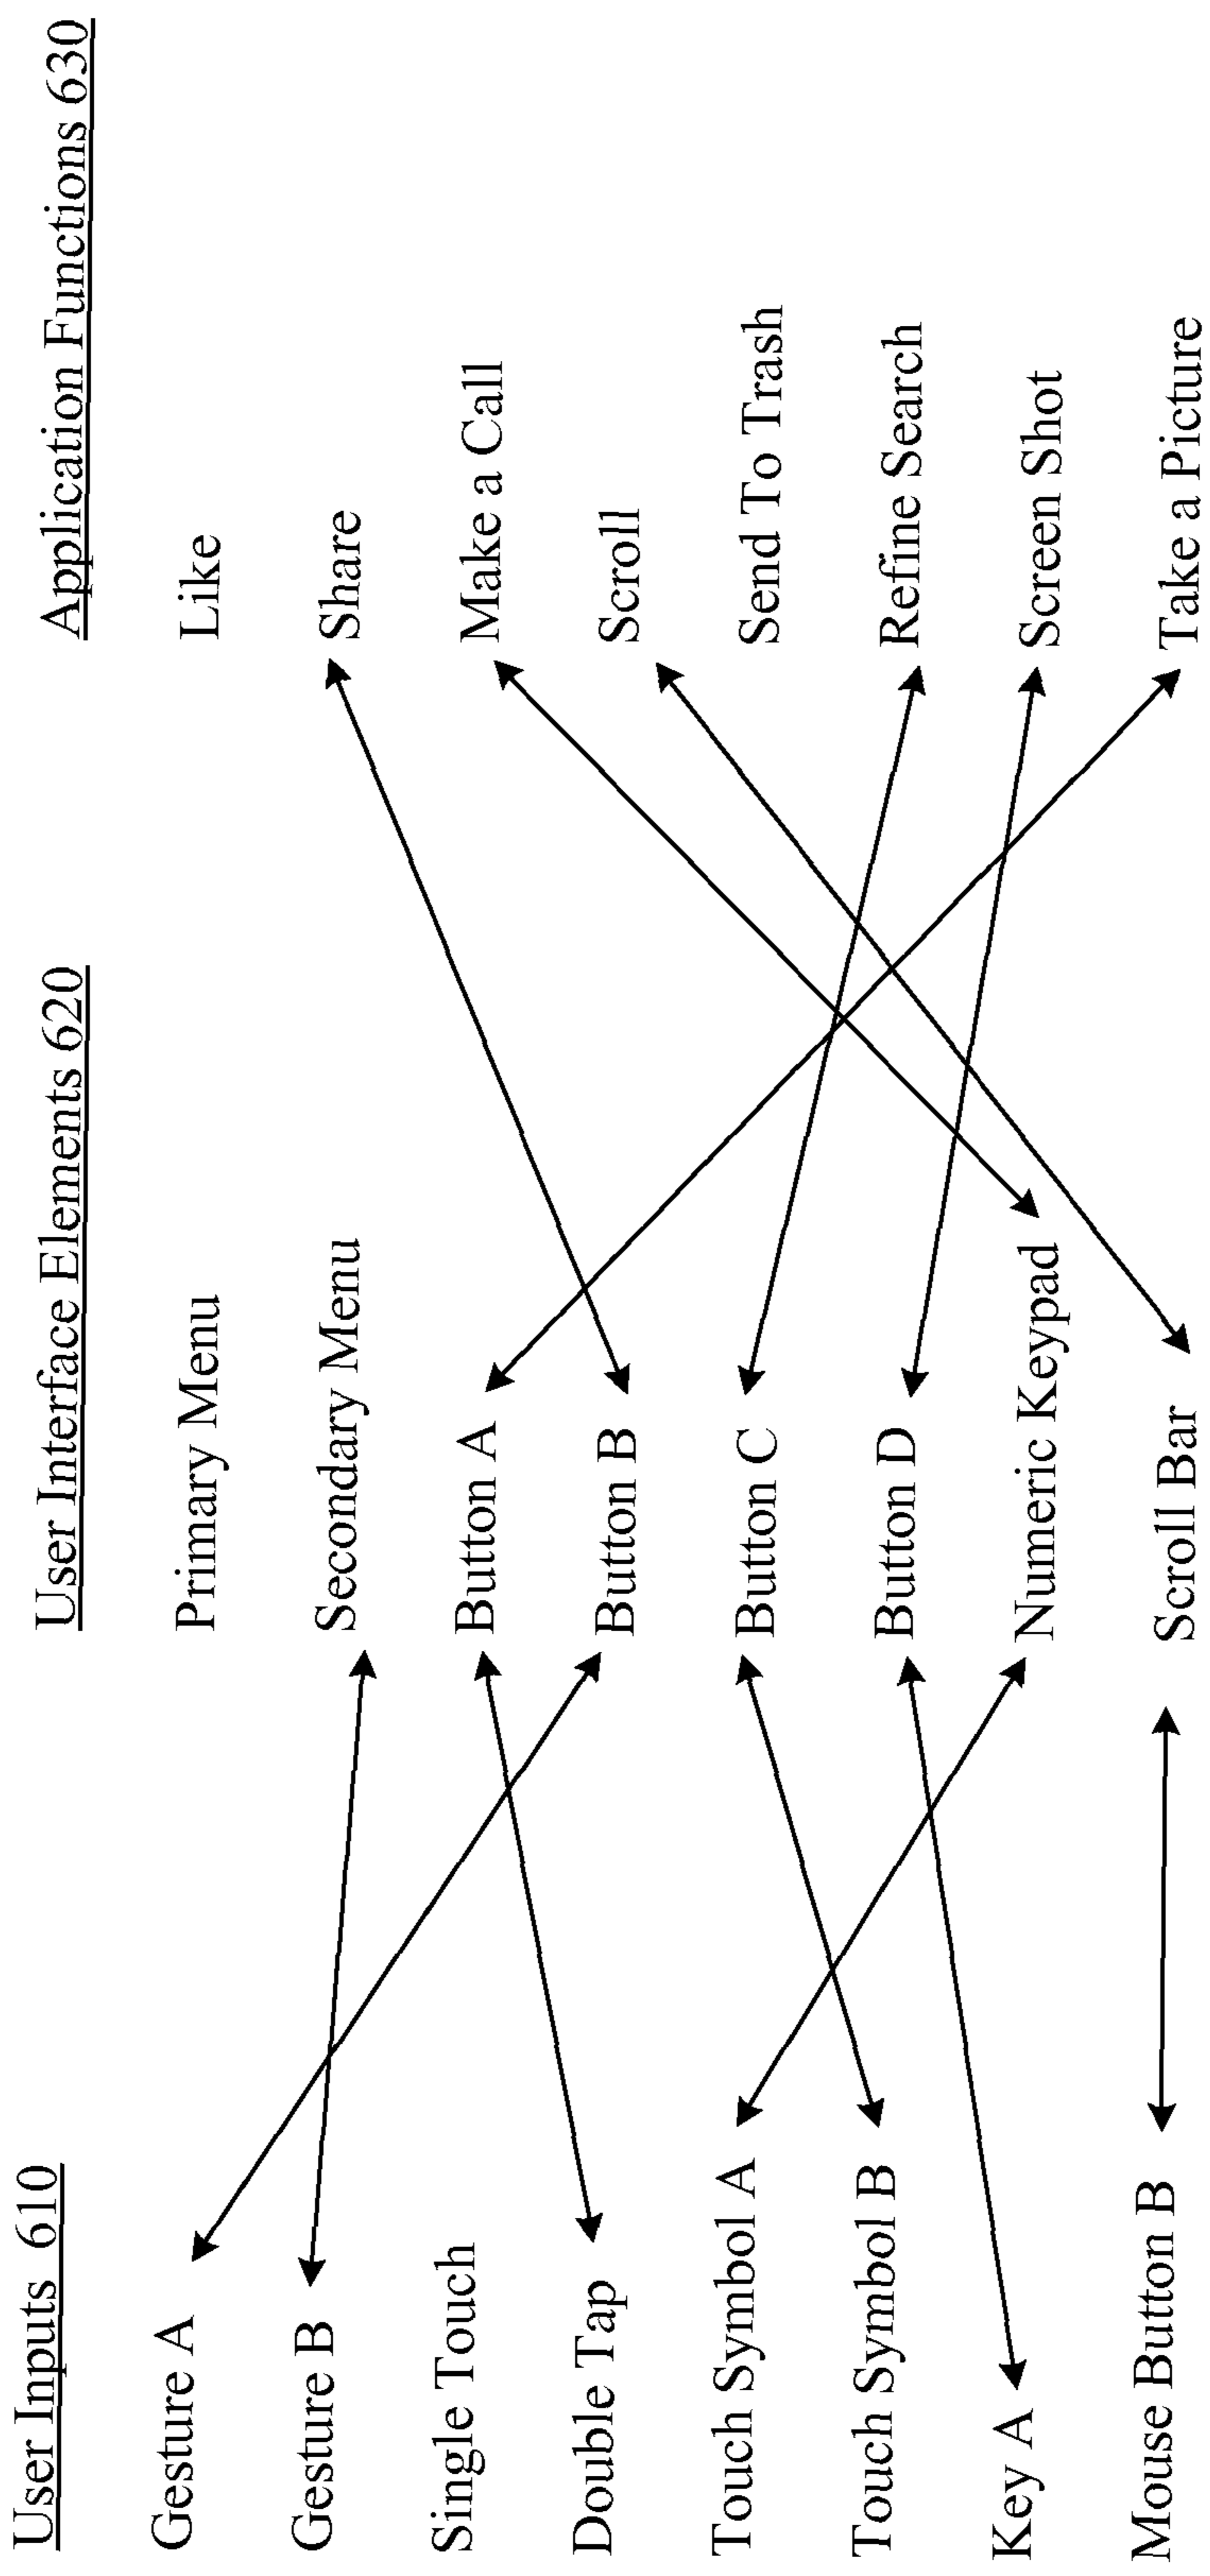 User Inputs 610
Gesture A
Gesture B
Single Touch
Double Tap
Touch Symbol A
Touch Symbol B
Key A
Mouse Button B
User Interface Elements 620
Primary Menu
Secondary Menu
Button A
Button B
Button C
Button D
Numeric Keypad
Scroll Bar
Application Functions 630
Like
Share
Make a Call
Scroll
Send To Trash
Refine Search
Screen Shot
Take a Picture